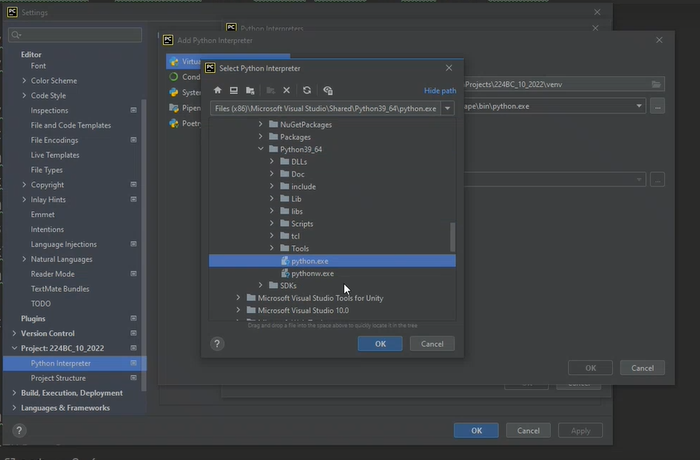 PC Settings
PC Python Interpreters
PC Add Python Interpreter
PC Select Python Interpreter
Hide path
Files (x86)\Microsoft Visual Studio\Shared\Python39_64\python.exe
NuGetPackages
Packages
Python39_64
DLLs
Doc
include
Lib
libs
Scripts
tcl
Tools
python.exe
pythonw.exe
SDKs
Microsoft Visual Studio Tools for Unity
Microsoft Visual Studio 10.0
Drag and drop a file into the space above to quickly locate it in the tree
?
OK
Cancel
Virtu
Cond
Syste
Pipen
Poetr
Projects\224BC_10_2022\venv
ape\bin\python.exe
...
...
OK
Cancel
Editor
Font
Color Scheme
Code Style
Inspections
File and Code Templates
File Encodings
Live Templates
File Types
Copyright
Inlay Hints
Emmet
Intentions
Language Injections
Natural Languages
Reader Mode
TextMate Bundles
TODO
Plugins
Version Control
Project: 224BC_10_2022
Python Interpreter
Project Structure
Build, Execution, Deployment
Languages & Frameworks
?
OK
Cancel
Apply